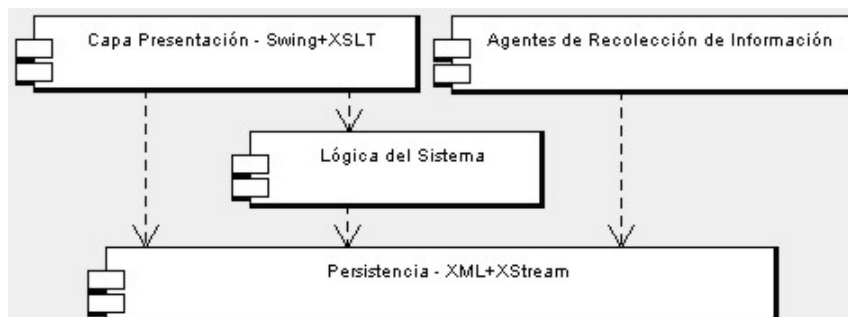 Capa Presentación - Swing+XSLT
Agentes de Recolección de Información
Lógica del Sistema
Persistencia - XML+XStream